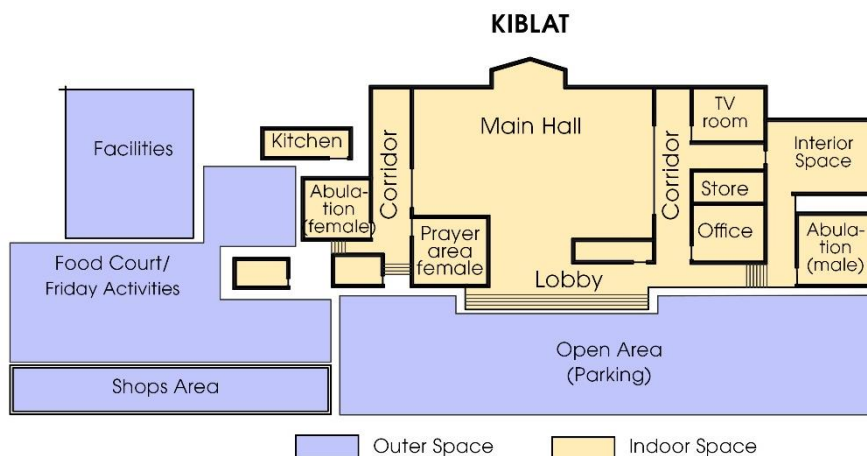 KIBLAT
Facilities
Kitchen
Corridor
Main Hall
Corridor
TV
room
Interior
Space
Abula-
tion
(female)
Store
Prayer
area
female
Office
Abula-
tion
(male)
Food Court/
Friday Activities
Lobby
Open Area
(Parking)
Shops Area
Outer Space
Indoor Space